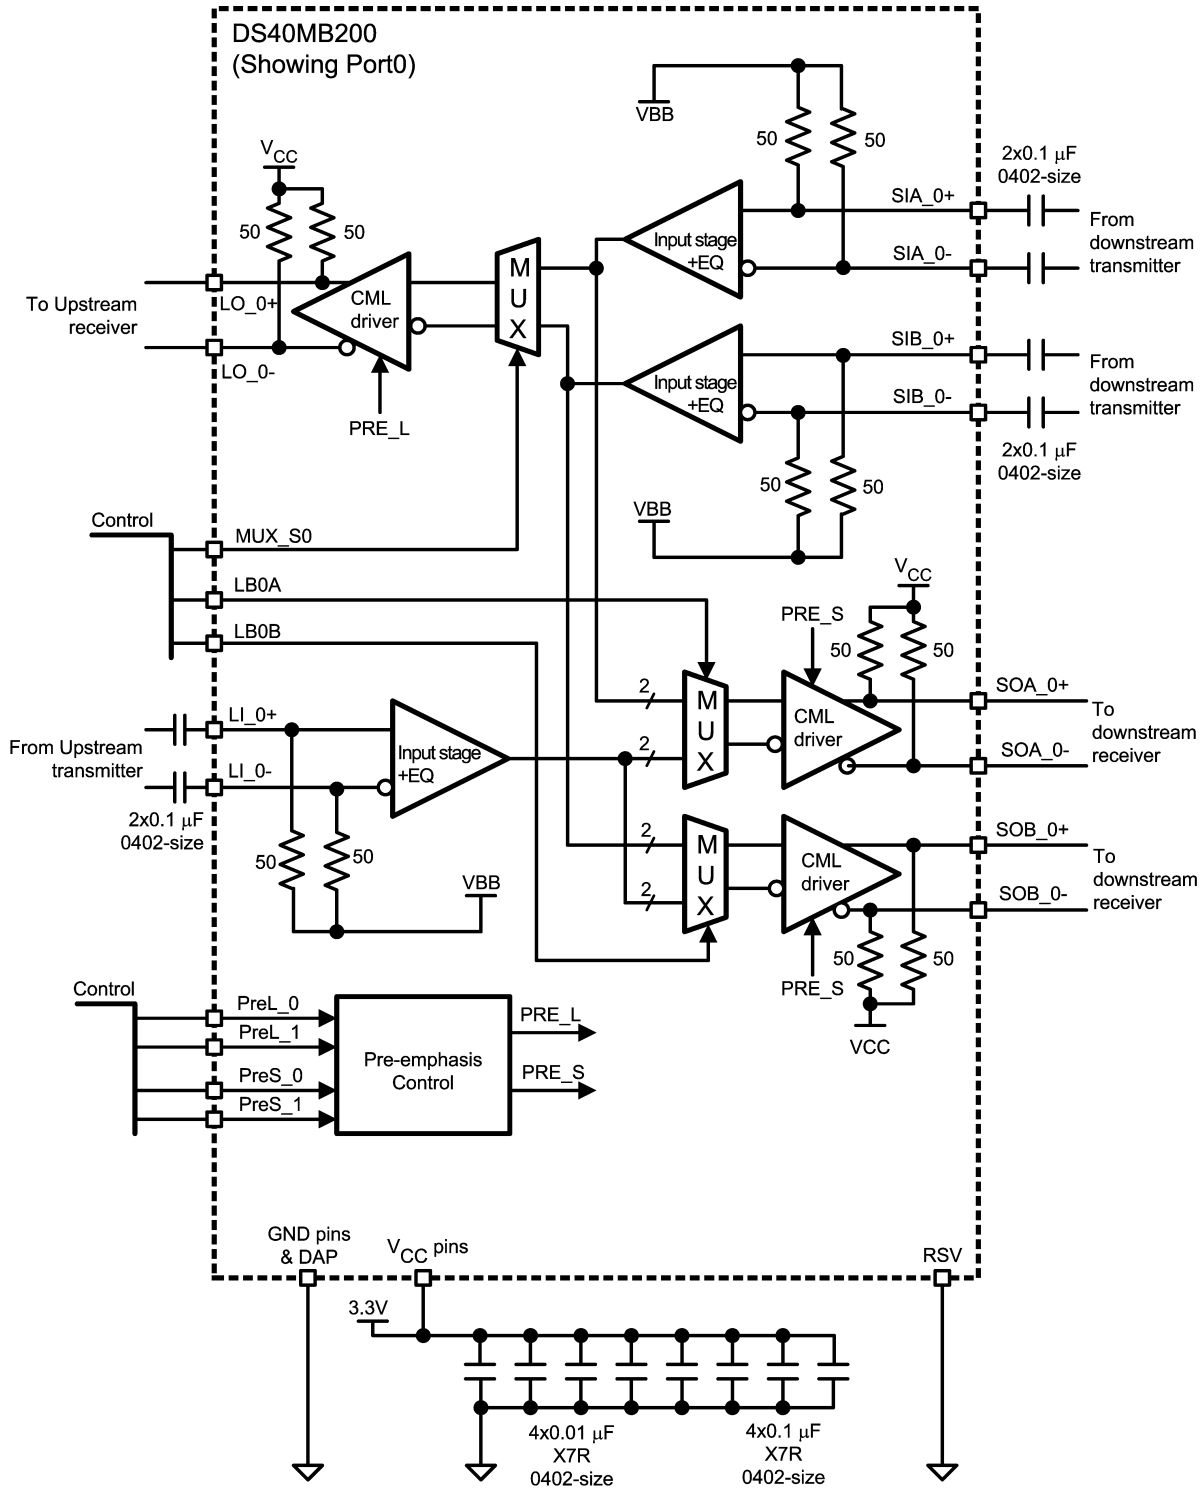 DS40MB200
(Showing Port0)
VBB
50
50
2x0.1 μF
0402-size
VCC
50
50
SIA_0+
SIA_0-
From
downstream
transmitter
Input stage
+EQ
MUX
CML
driver
LO_0+
LO_0-
To Upstream
receiver
PRE_L
SIB_0+
SIB_0-
From
downstream
transmitter
Input stage
+EQ
2x0.1 μF
0402-size
50
50
VBB
Control
MUX_S0
LB0A
LB0B
VCC
PRE_S
50
50
2
2
MUX
CML
driver
SOA_0+
SOA_0-
To
downstream
receiver
LI_0+
LI_0-
From Upstream
transmitter
Input stage
+EQ
2x0.1 μF
0402-size
50
50
VBB
2
2
MUX
CML
driver
SOB_0+
SOB_0-
To
downstream
receiver
PRE_S
50
50
VCC
Control
PreL_0
PreL_1
PreS_0
PreS_1
Pre-emphasis
Control
PRE_L
PRE_S
GND pins
& DAP
VCC pins
RSV
3.3V
4x0.01 μF
X7R
0402-size
4x0.1 μF
X7R
0402-size